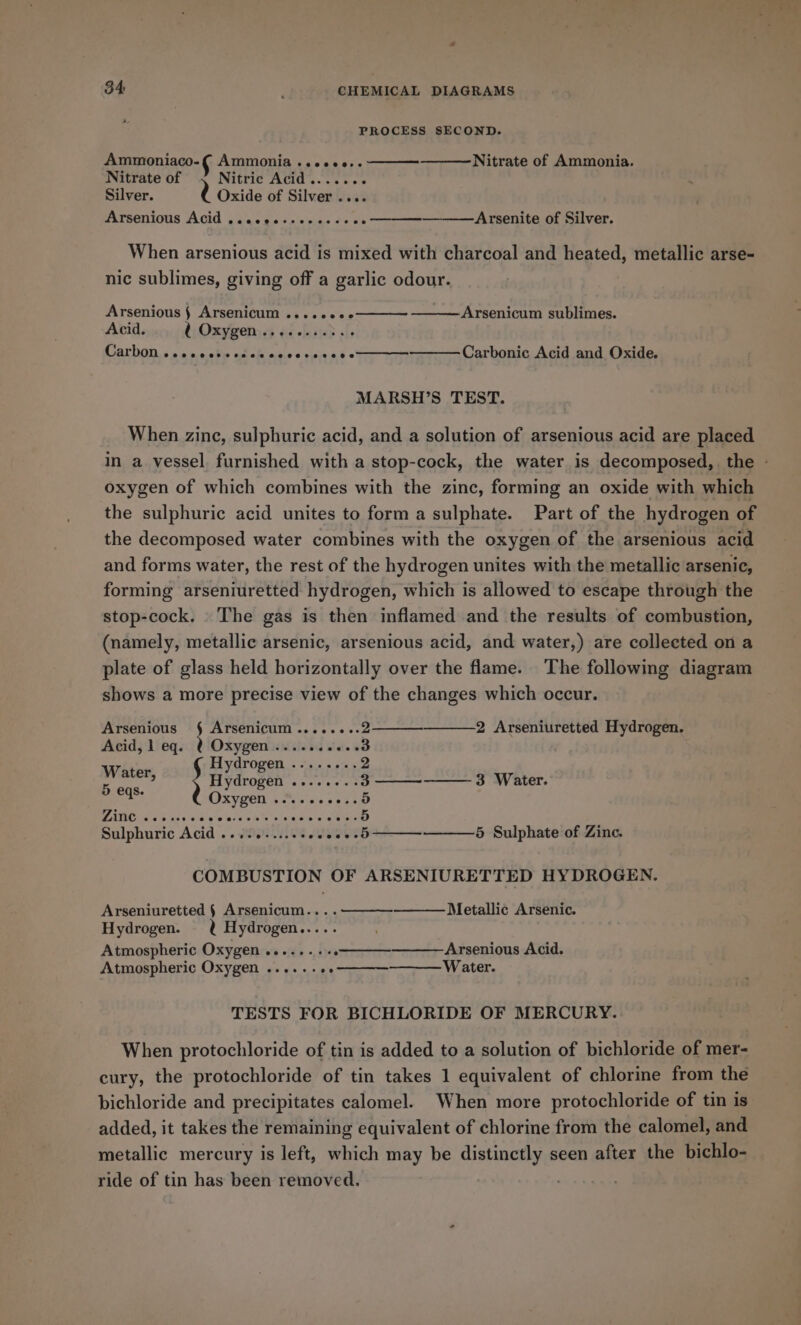 34 CHEMICAL DIAGRAMS
PROCESS SECOND.
Ammoniaco- { Ammonia ........ ———— Nitrate of Ammonia.
Nitrate of { Nitric Acid .......
Silver. { Oxide of Silver ....
Arsenious Acid ................ ———— Arsenite of Silver.
When arsenious acid is mixed with charcoal and heated, metallic arse-
nic sublimes, giving off a garlic odour.
Arsenious { Arsenicum ........ ———— Arsenicum sublimes.
Acid. { Oxygen ...........
Carbon ...................... ———— Carbonic Acid and Oxide.
MARSH'S TEST.
When zinc, sulphuric acid, and a solution of arsenious acid are placed
in a vessel furnished with a stop-cock, the water is decomposed, the
oxygen of which combines with the zinc, forming an oxide with which
the sulphuric acid unites to form a sulphate. Part of the hydrogen of
the decomposed water combines with the oxygen of the arsenious acid
and forms water, the rest of the hydrogen unites with the metallic arsenic,
forming arseniuretted hydrogen, which is allowed to escape through the
stop-cock. The gas is then inflamed and the results of combustion,
(namely, metallic arsenic, arsenious acid, and water,) are collected on a
plate of glass held horizontally over the flame. The following diagram
shows a more precise view of the changes which occur.
Arsenious { Arsenicum ........ 2 ———— 2 Arseniuretted Hydrogen.
Acid, 1 eq. { Oxygen .......... 3
Water, { Hydrogen ........ 2
5 eqs. { Hydrogen ........ 3 ———— 3 Water.
{ Oxygen .......... 5
Zinc ...................... 5
Sulphuric Acid .............. 5 ———— 5 Sulphate of Zinc.
COMBUSTION OF ARSENIURETTED HYDROGEN.
Arseniuretted { Arsenicum.... ———— Metallic Arsenic.
Hydrogen. { Hydrogen.....
Atmospheric Oxygen ......... ———— Arsenious Acid.
Atmospheric Oxygen ......... ———— Water.
TESTS FOR BICHLORIDE OF MERCURY.
When protochloride of tin is added to a solution of bichloride of mer-
cury, the protochloride of tin takes 1 equivalent of chlorine from the
bichloride and precipitates calomel. When more protochloride of tin is
added, it takes the remaining equivalent of chlorine from the calomel, and
metallic mercury is left, which may be distinctly seen after the bichlo-
ride of tin has been removed.